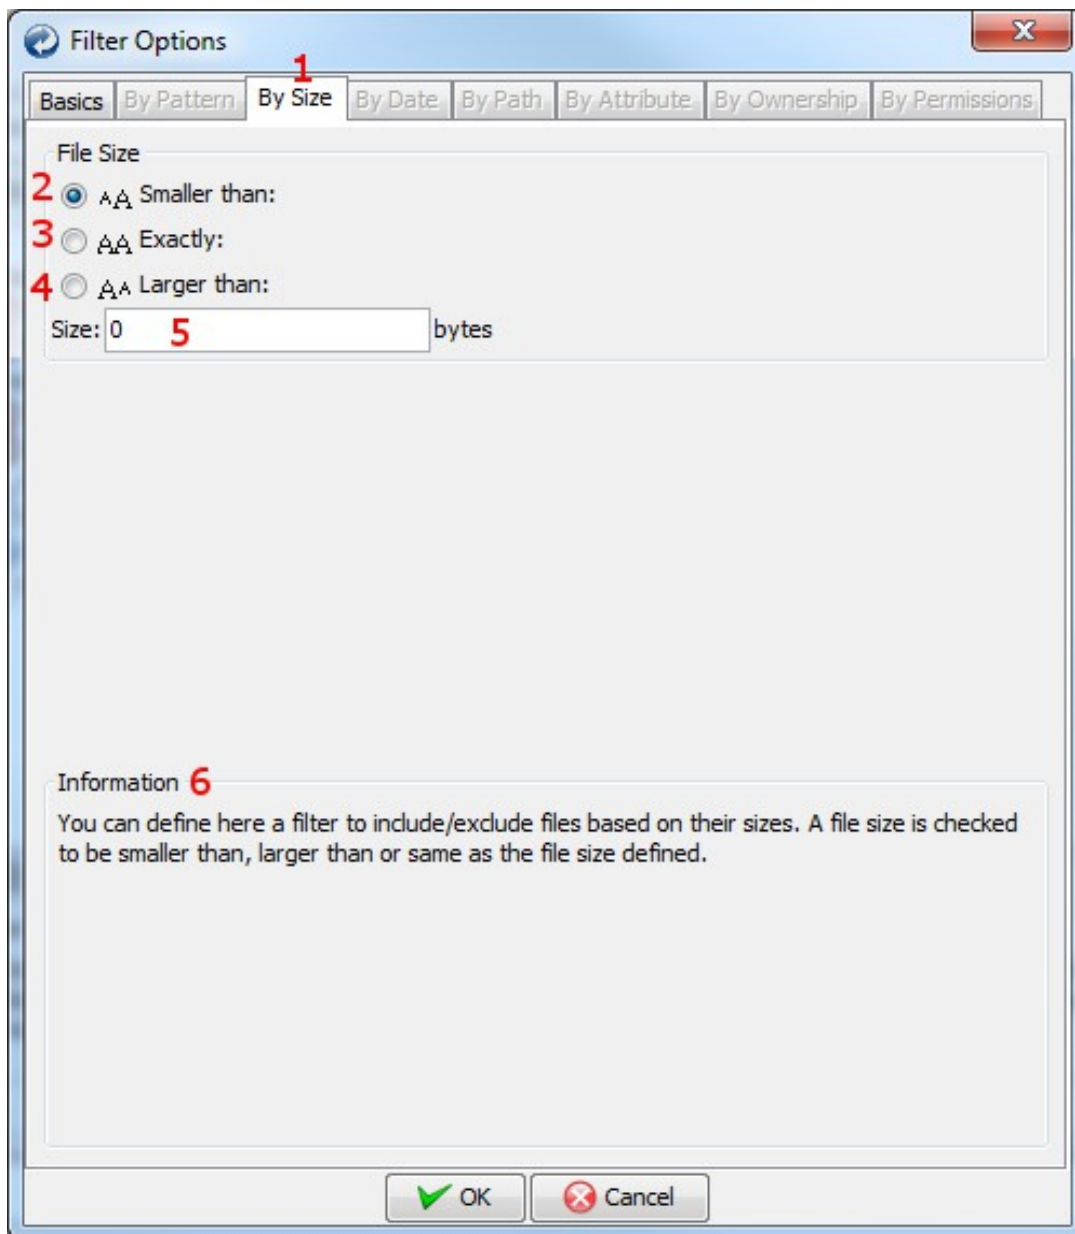 Filter Options
X
1
Basics By Pattern By Size By Date By Path By Attribute By Ownership By Permissions
File Size
2 AA Smaller than:
3 AA Exactly:
4 AA Larger than:
Size: 0 5 bytes
Information 6
You can define here a filter to include/exclude files based on their sizes. A file size is checked
to be smaller than, larger than or same as the file size defined.
OK Cancel